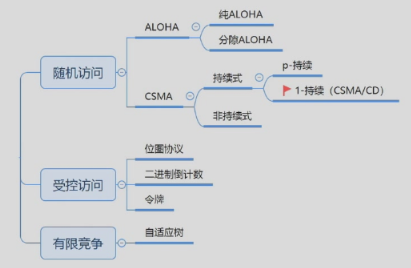 随机访问
ALOHA
纯ALOHA
分隙ALOHA
CSMA
持续式
p-持续
1-持续（CSMA/CD）
非持续式
受控访问
位图协议
二进制倒计数
令牌
有限竞争
自适应树